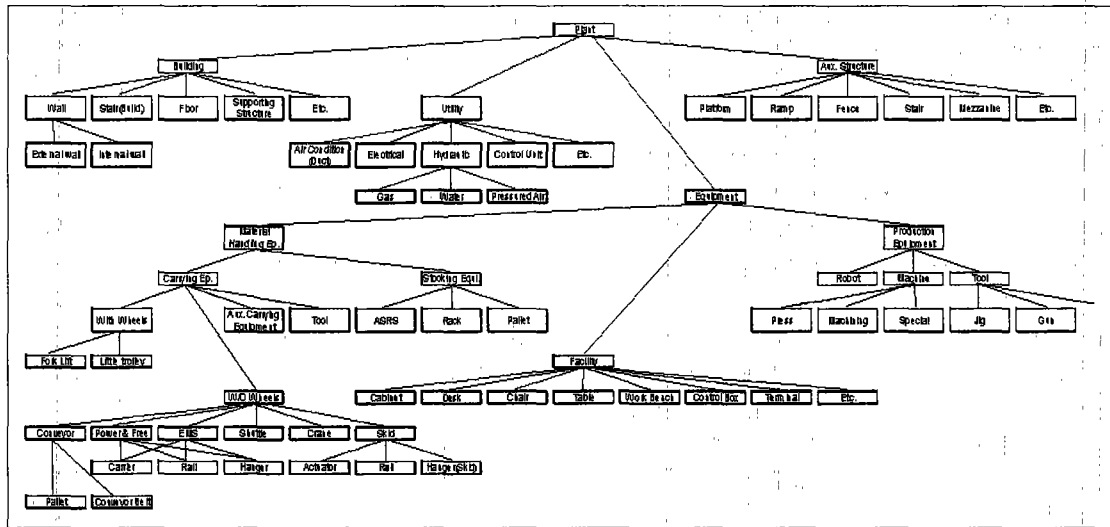 Plant
Building
Aux. Structure
Wall
Stair(Build.)
Floor
Supporting
Structure
Etc.
Utility
Platform
Ramp
Fence
Stair
Mezzanine
Etc.
External wall
Internal wall
Air Condition
(Duct)
Electrical
Hydraulic
Control Unit
Etc.
Gas
Water
Pressured Air
Equipment
Material
Handling Ep.
Production
Equipment
Carrying Ep.
Stocking Equi.
Robot
Machine
Tool
With Wheels
Aux. Carrying
Equipment
Tool
ASRS
Rack
Pallet
Press
Machining
Special
Jig
Gun
Fork Lift
Little trolley
Facility
W/O Wheels
Cabinet
Desk
Chair
Table
Work Bench
Control Box
Terminal
Etc.
Conveyor
Power & Free
EMS
Shuttle
Crane
Skid
Carrier
Rail
Hanger
Actuator
Rail
Hanger(Skid)
Pallet
Conveyor Belt